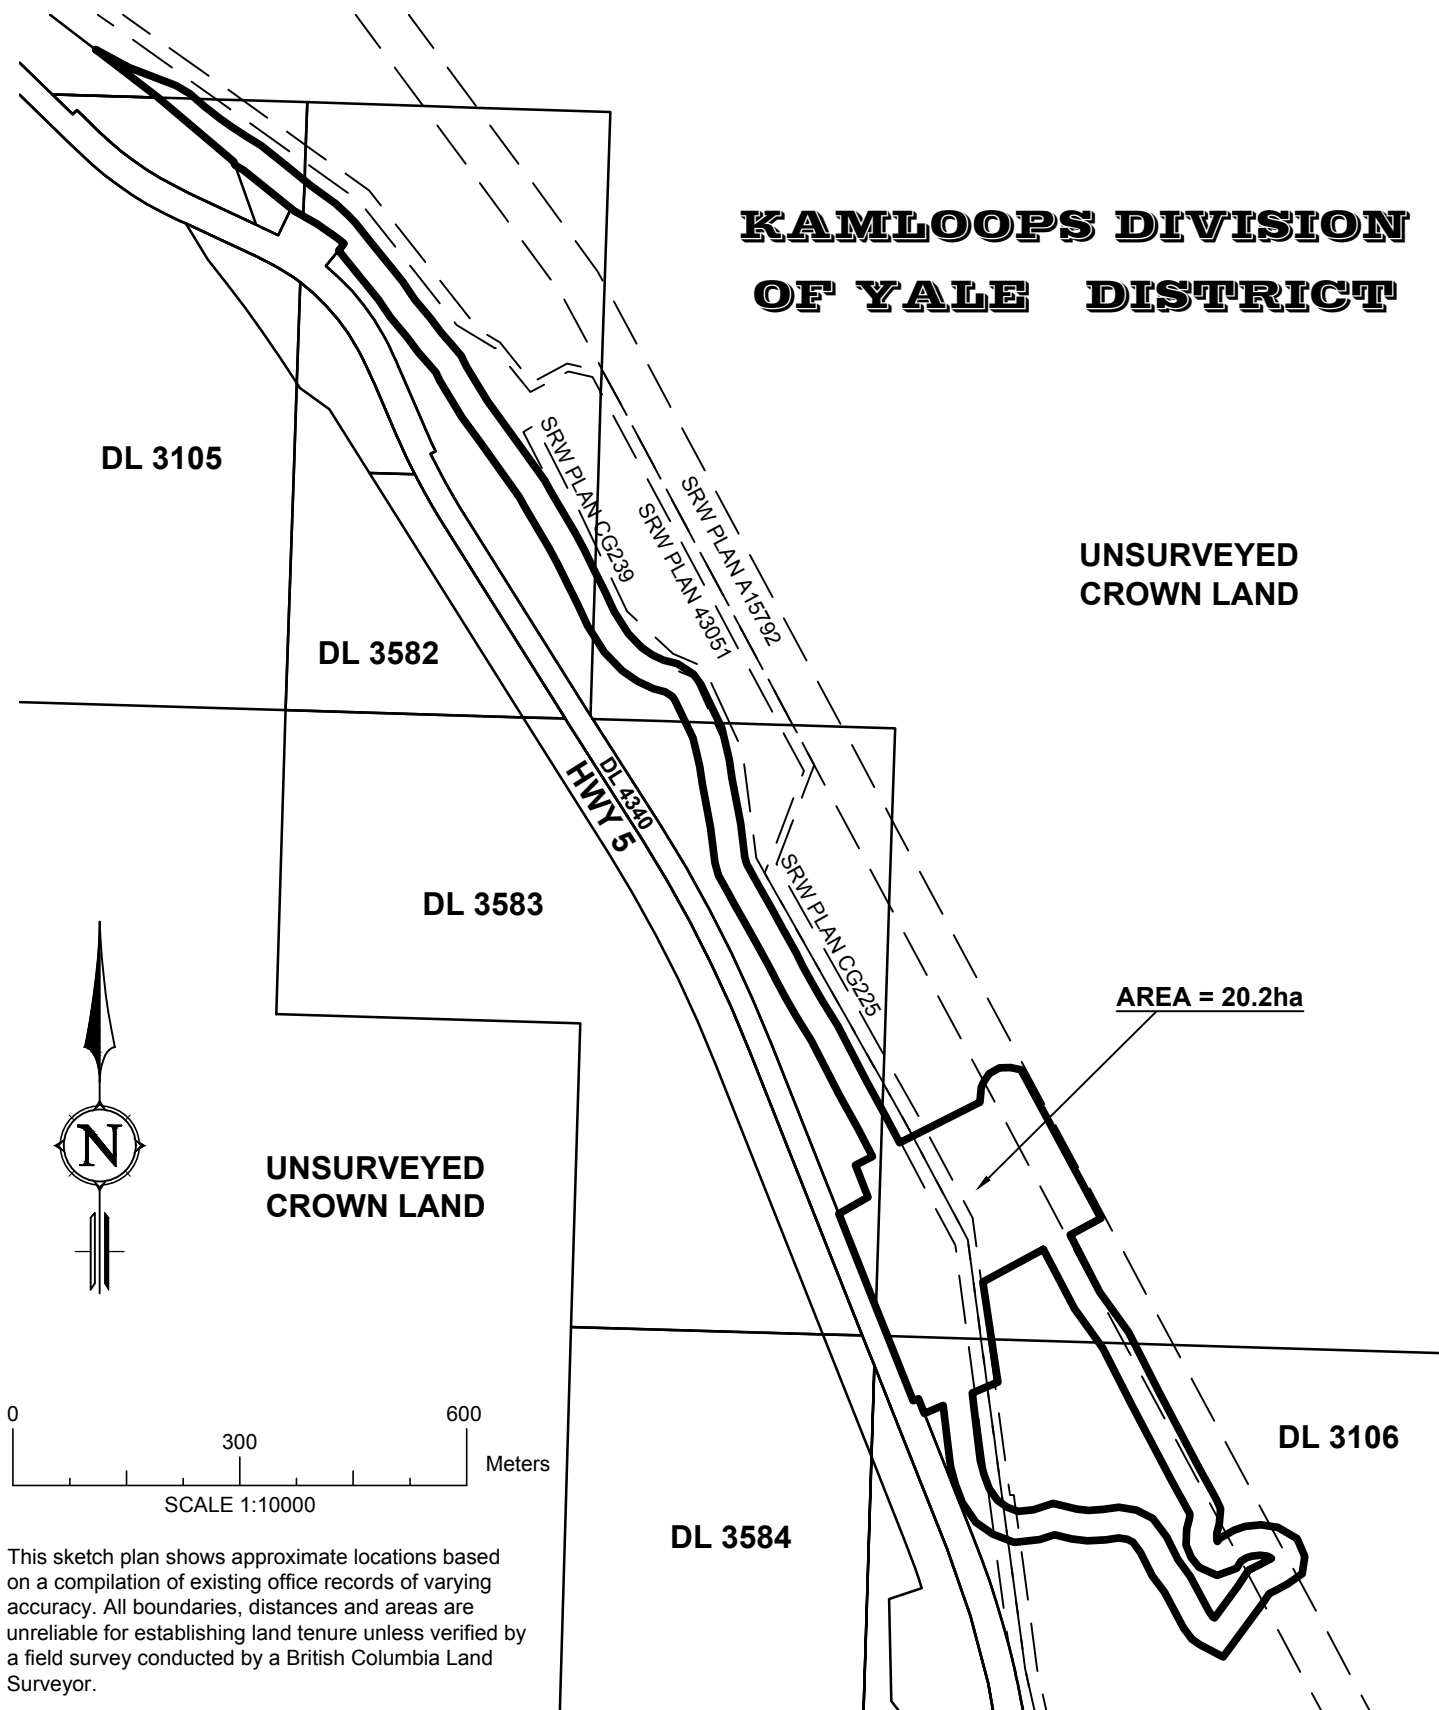 KAMLOOPS DIVISION
OF YALE DISTRICT
DL 3105
SRW PLAN CG239
SRW PLAN 43051
SRW PLAN A15792
UNSURVEYED
CROWN LAND
DL 3582
DL 4340
HWY 5
DL 3583
SRW PLAN CG225
AREA = 20.2ha
N
UNSURVEYED
CROWN LAND
0
300
600
Meters
SCALE 1:10000
DL 3106
DL 3584
This sketch plan shows approximate locations based
on a compilation of existing office records of varying
accuracy. All boundaries, distances and areas are
unreliable for establishing land tenure unless verified by
a field survey conducted by a British Columbia Land
Surveyor.